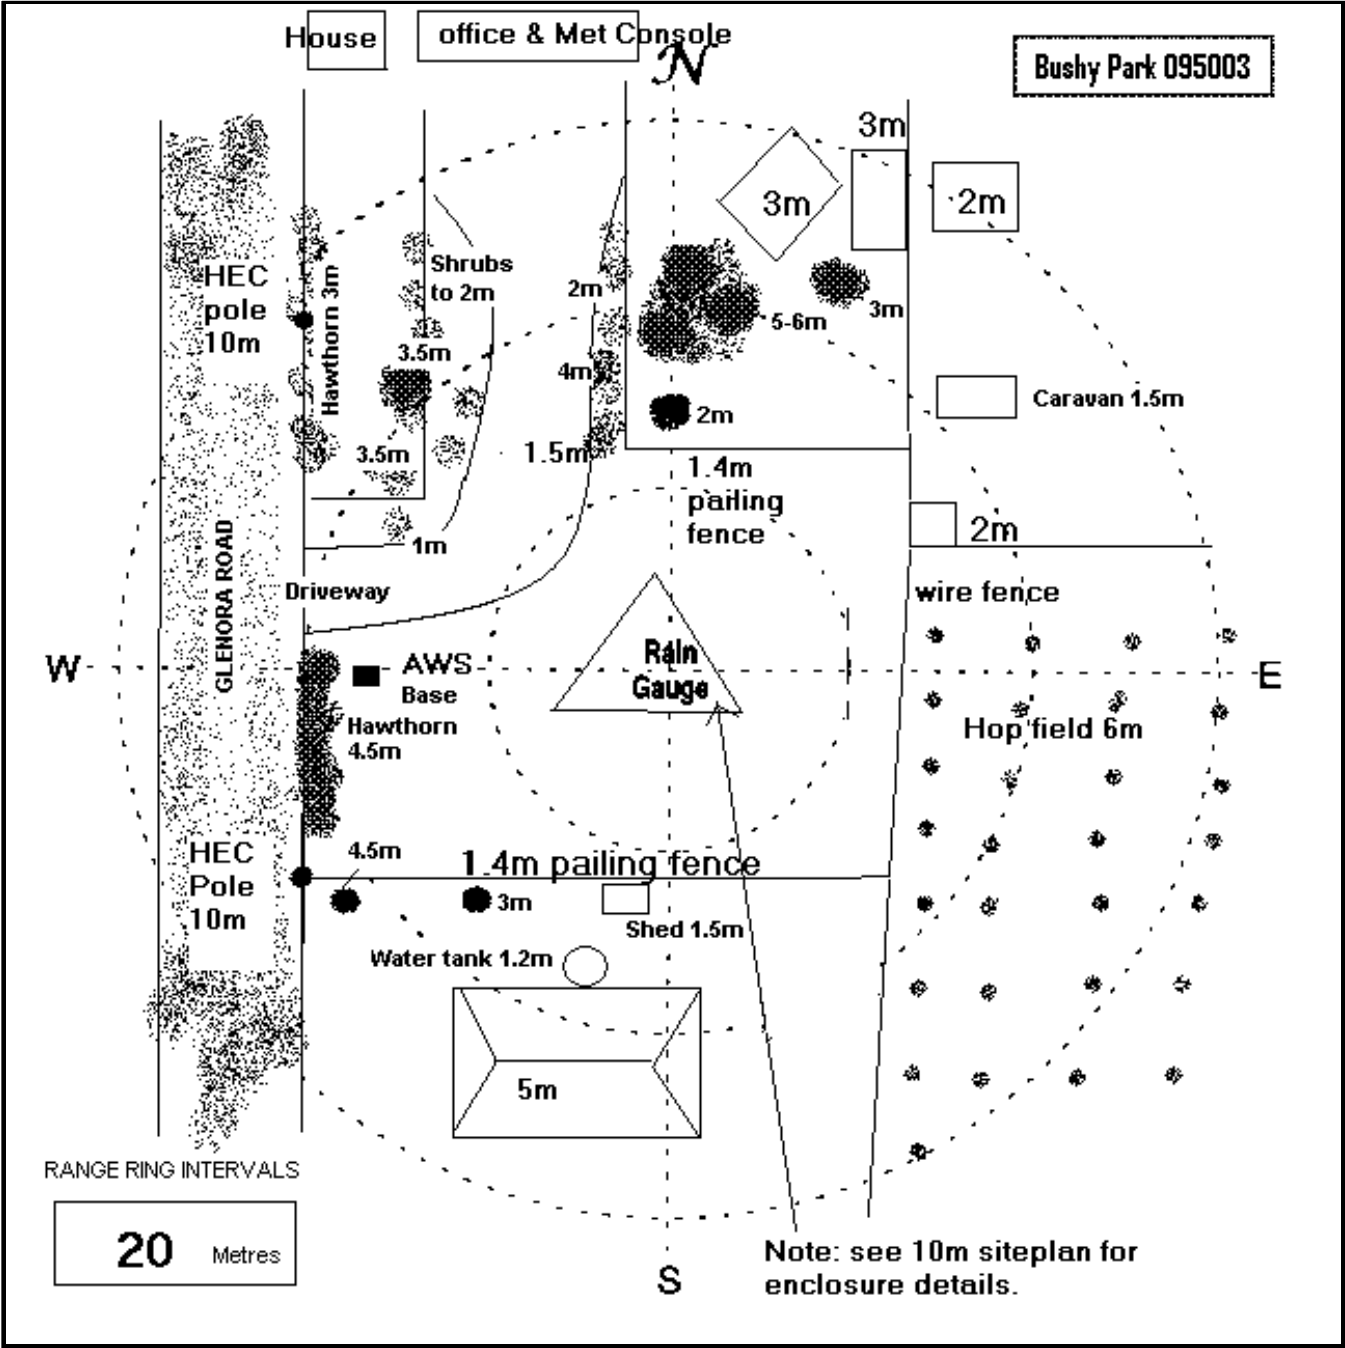 House
office & Met Console
N
Bushy Park 095003
3m
3m
2m
HEC
pole
10m
Hawthorn 3m
Shrubs
to 2m
2m
3m
5-6m
3.5m
4m
2m
Caravan 1.5m
3.5m
1.5m
1.4m
pailing
fence
2m
1m
GLENORA ROAD
Driveway
wire fence
W
AWS
Base
Rain
Gauge
E
Hawthorn
4.5m
Hop field 6m
HEC
Pole
10m
4.5m
1.4m pailing fence
3m
Shed 1.5m
Water tank 1.2m
5m
RANGE RING INTERVALS
20 Metres
S
Note: see 10m siteplan for
enclosure details.